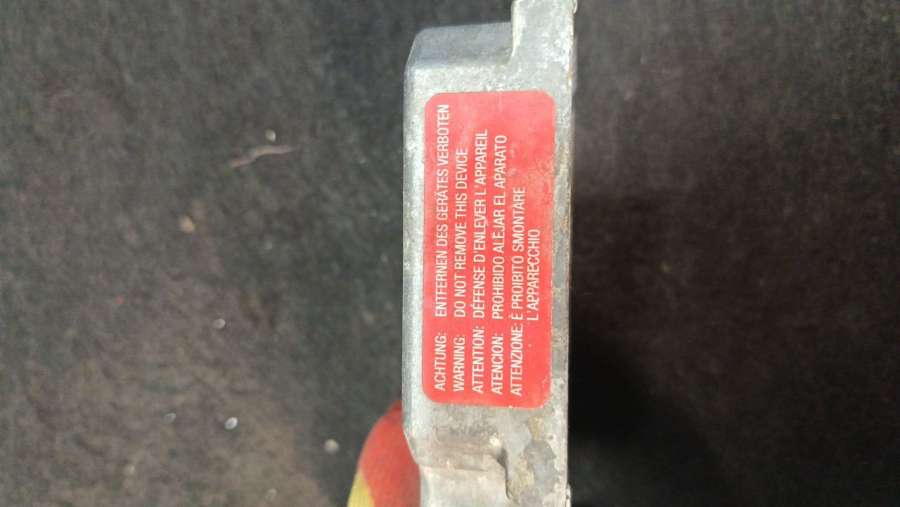 ACHTUNG: ENTFERNEN DES GERÄTES VERBOTEN
WARNING: DO NOT REMOVE THIS DEVICE
ATTENTION: DÉFENSE D'ENLEVER L'APPAREIL
ATENCION: PROHIBIDO ALEJAR EL APARATO
ATTENZIONE: È PROIBITO SMONTARE
L'APPARECCHIO